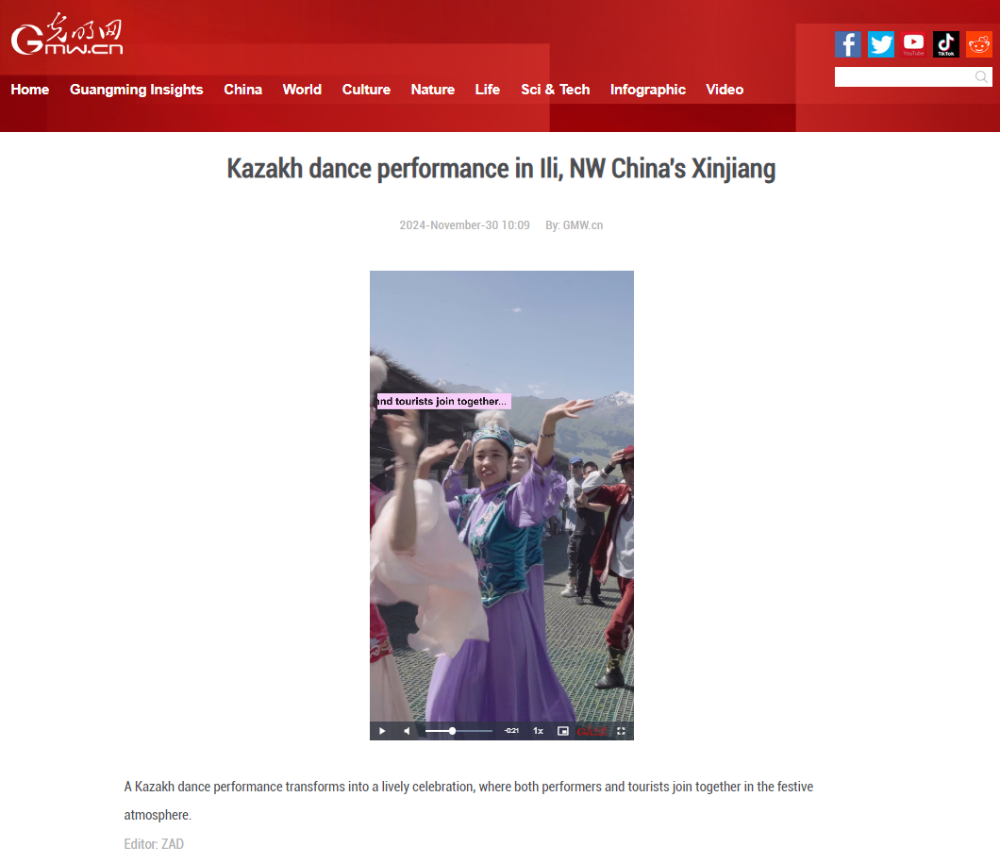 光明网
GMW.cn
YouTube
TikTok
Home Guangming Insights China World Culture Nature Life Sci & Tech Infographic Video
Kazakh dance performance in Ili, NW China's Xinjiang
2024-November-30 10:09 By: GMW.cn
and tourists join together...
-0:21 1x
A Kazakh dance performance transforms into a lively celebration, where both performers and tourists join together in the festive
atmosphere.
Editor: ZAD